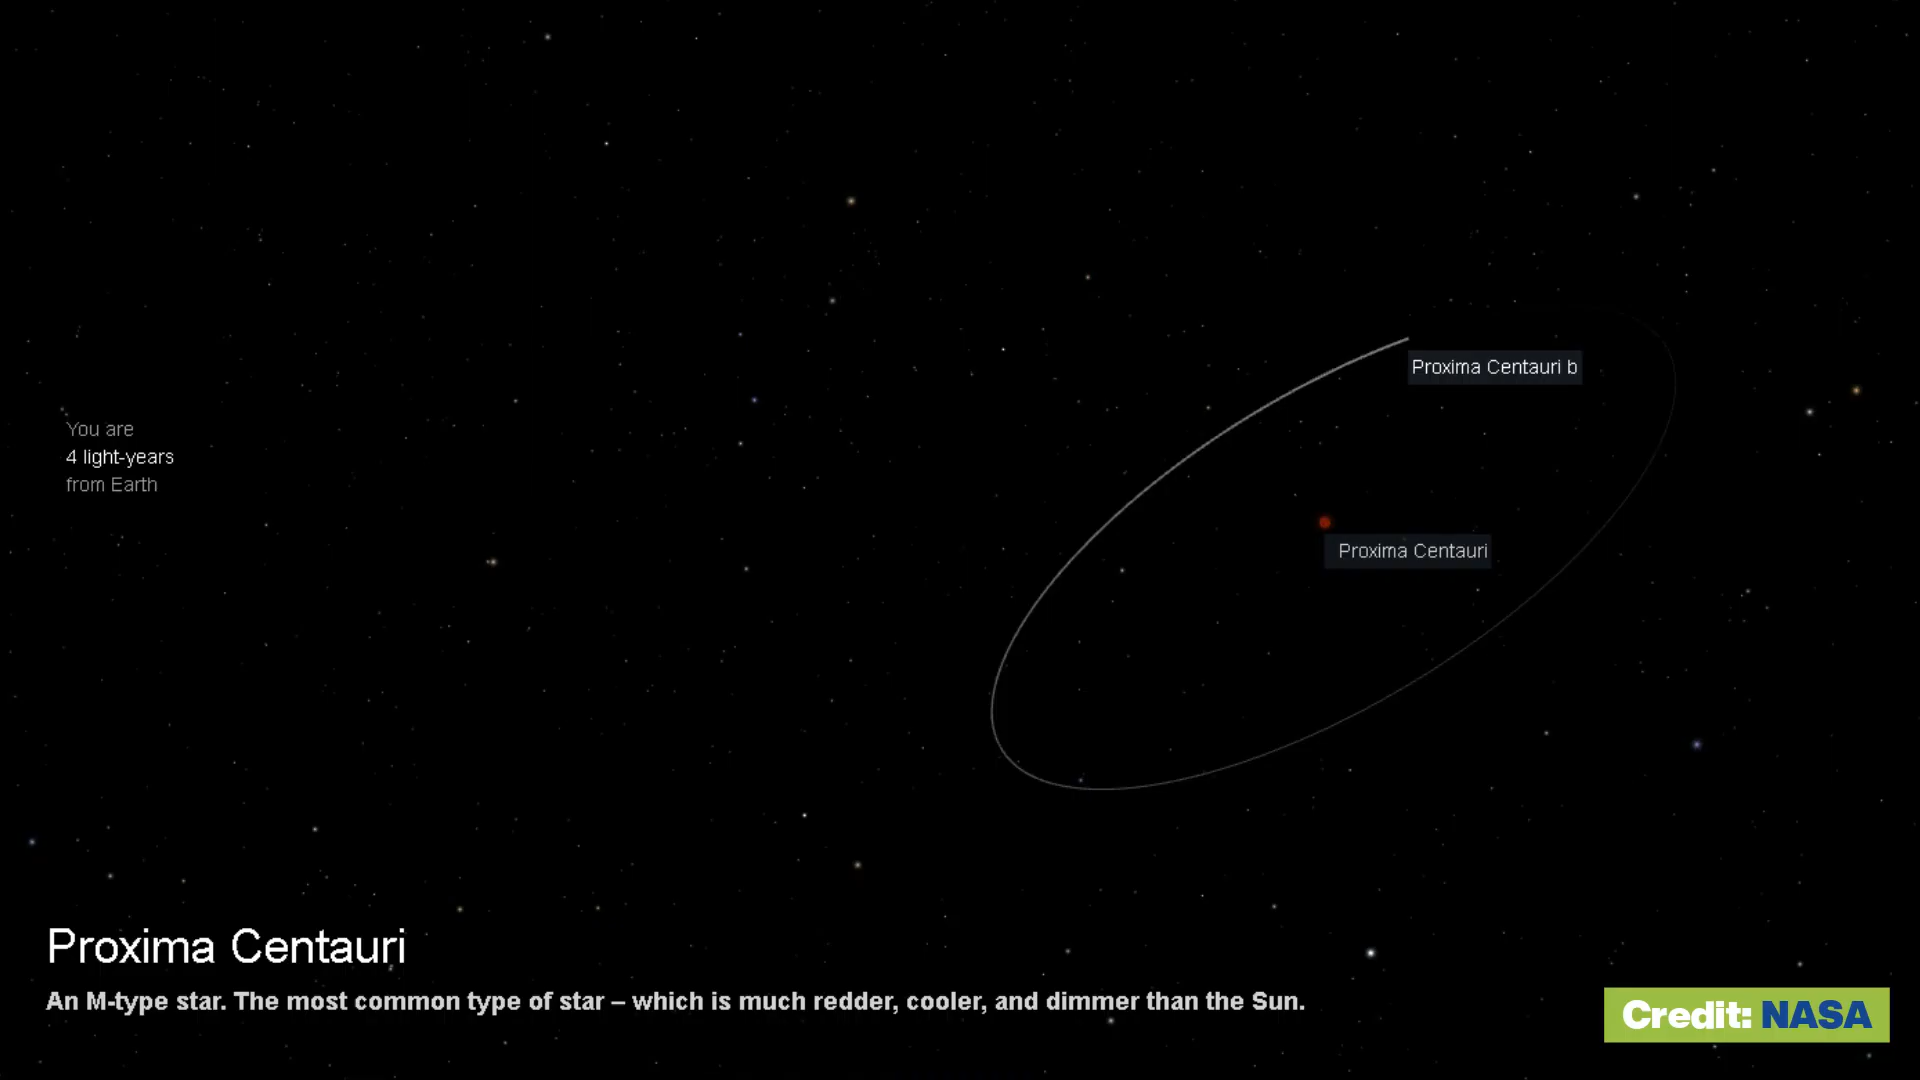 Proxima Centauri b
You are
4 light-years
from Earth
Proxima Centauri
Proxima Centauri
An M-type star. The most common type of star – which is much redder, cooler, and dimmer than the Sun.
Credit: NASA